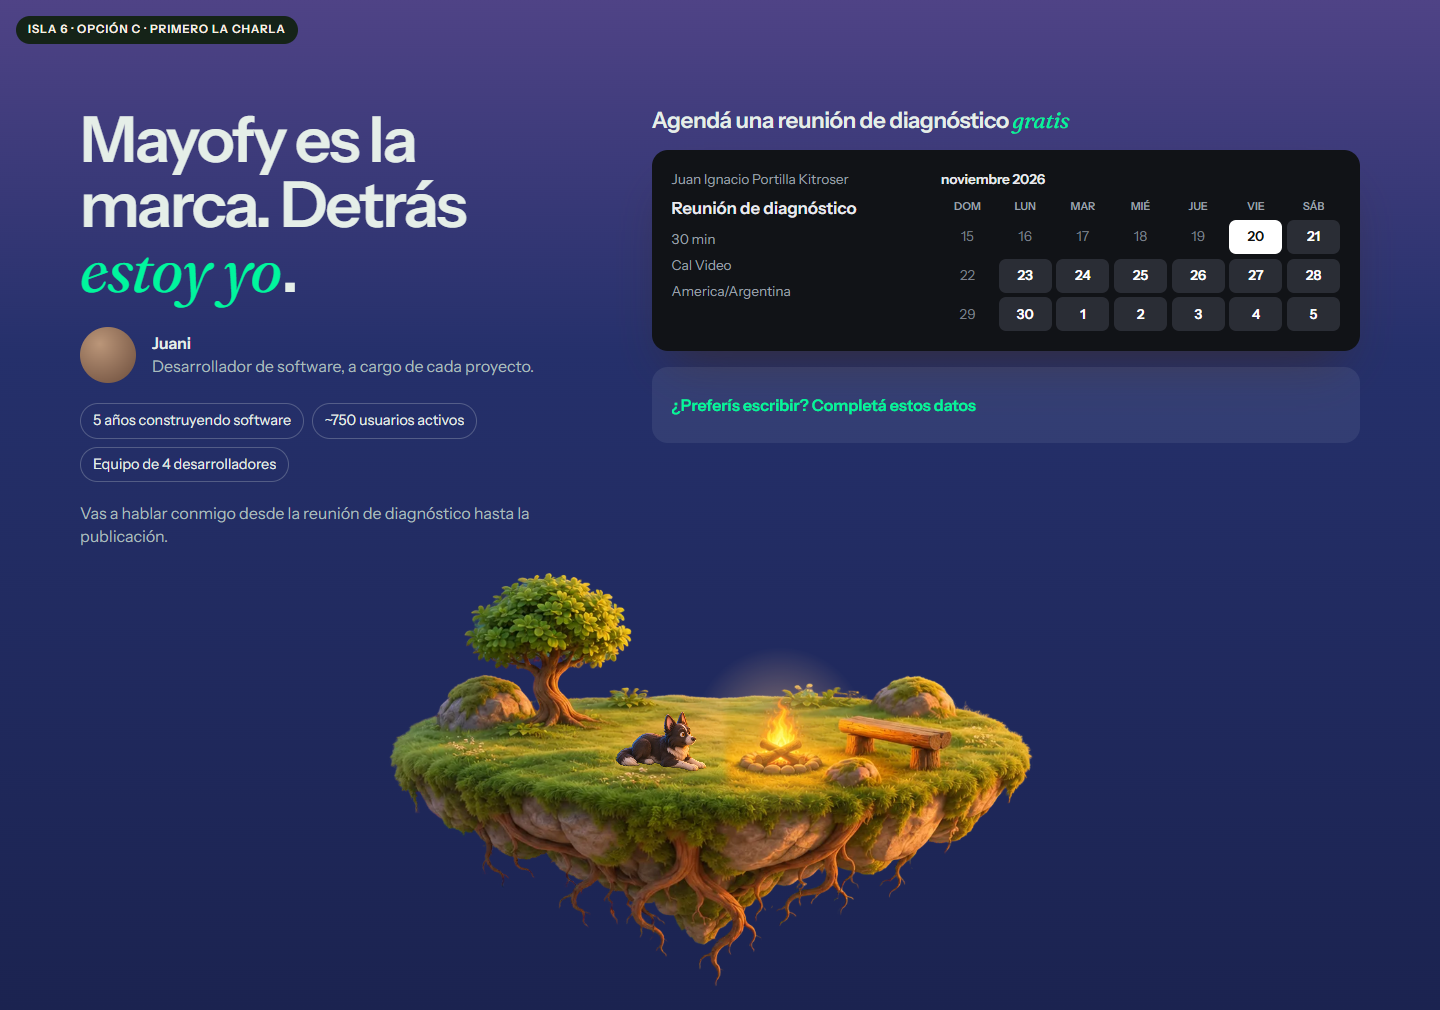 ISLA 6 · OPCIÓN C · PRIMERO LA CHARLA
Mayofy es la
marca. Detrás
estoy yo.
Juani
Desarrollador de software, a cargo de cada proyecto.
5 años construyendo software
~750 usuarios activos
Equipo de 4 desarrolladores
Vas a hablar conmigo desde la reunión de diagnóstico hasta la
publicación.
Agendá una reunión de diagnóstico gratis
Juan Ignacio Portilla Kitroser
Reunión de diagnóstico
30 min
Cal Video
America/Argentina
noviembre 2026
DOM LUN MAR MIÉ JUE VIE SÁB
15 16 17 18 19 20 21
22 23 24 25 26 27 28
29 30 1 2 3 4 5
¿Preferís escribir? Completá estos datos